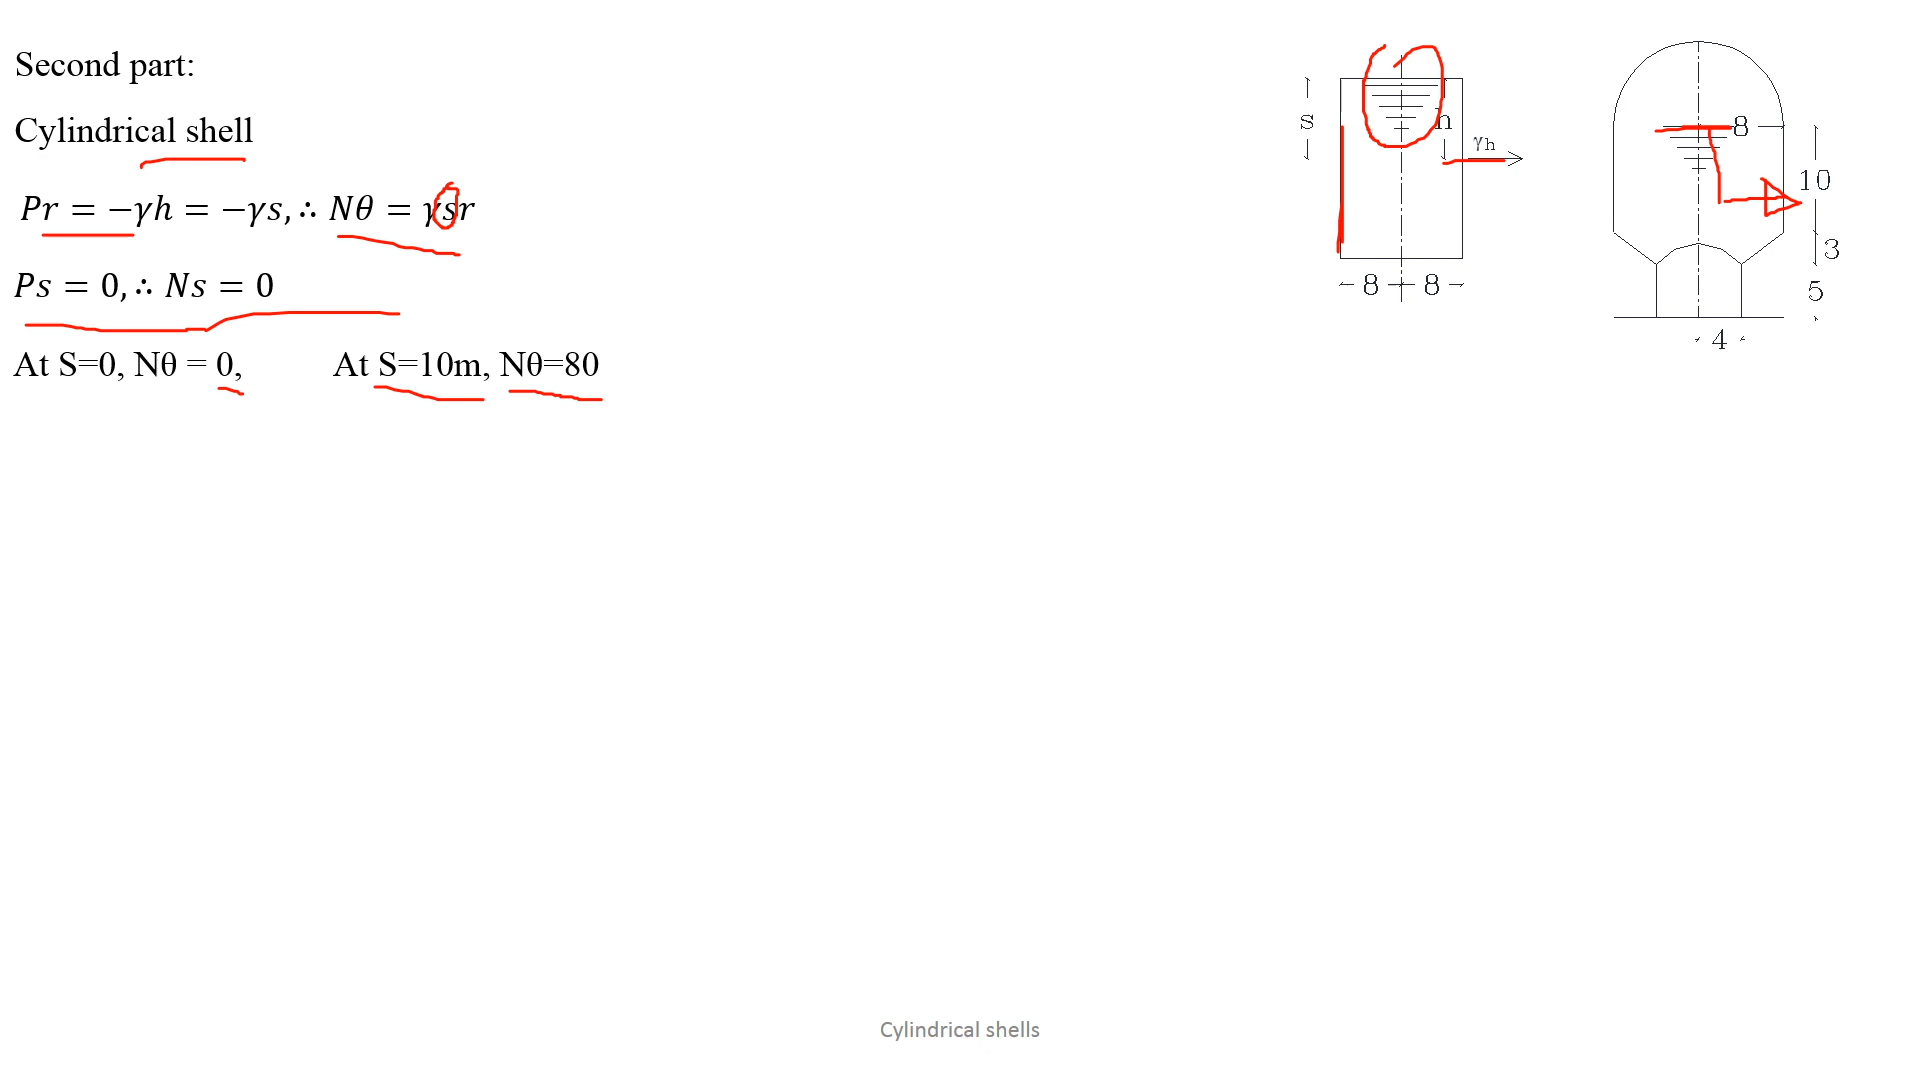 Second part:
Cylindrical shell
Pr = −γh = −γs, ∴ Nθ = γsr
Ps = 0, ∴ Ns = 0
At S=0, Nθ = 0, At S=10m, Nθ=80
s
h
γh
8 8
8
10
3
5
4
Cylindrical shells